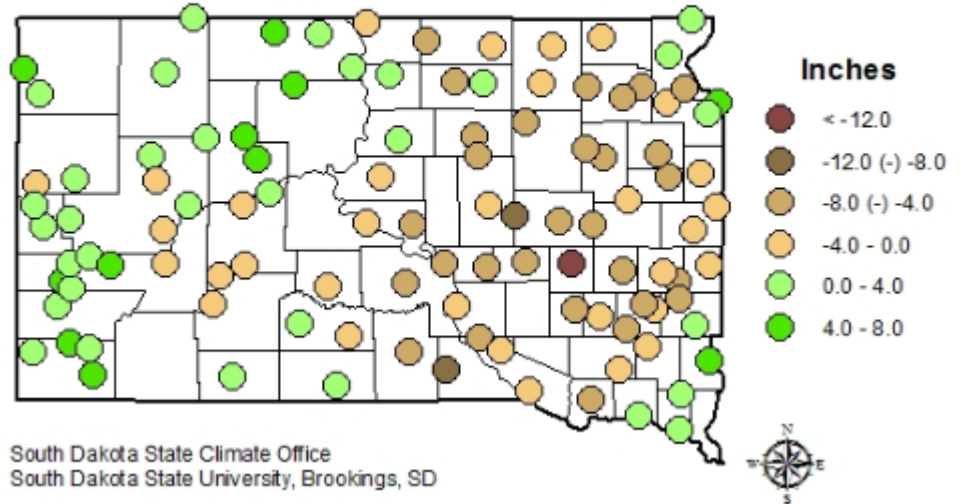 Inches
< -12.0
-12.0 (-) -8.0
-8.0 (-) -4.0
-4.0 - 0.0
0.0 - 4.0
4.0 - 8.0
South Dakota State Climate Office
South Dakota State University, Brookings, SD
N
W E
S